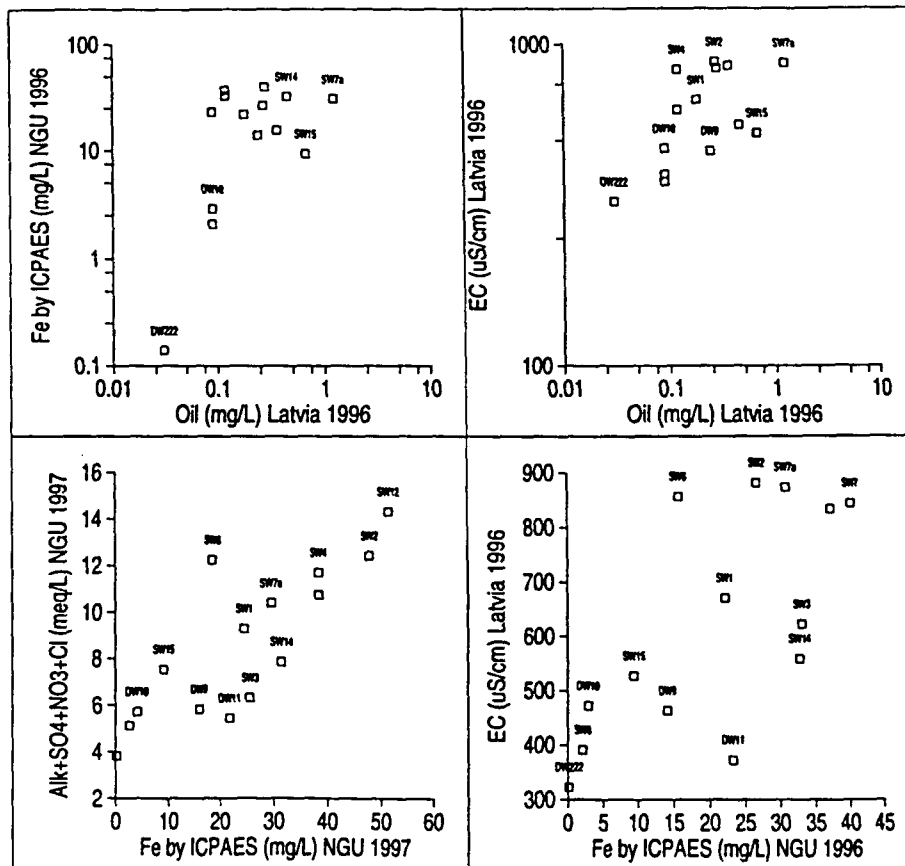 Fe by ICPAES (mg/L) NGU 1996
100
10
1
0.1
SW14
SW7a
SW15
DW10
DW222
0.01
0.1
1
10
Oil (mg/L) Latvia 1996
EC (uS/cm) Latvia 1996
1000
100
SW4
SW2
SW7a
SW1
SW15
DW10
DW9
DW222
0.01
0.1
1
10
Oil (mg/L) Latvia 1996
Alk+SO4+NO3+Cl (meq/L) NGU 1997
16
14
12
10
8
6
4
2
SW12
SW2
SW6
SW4
SW7a
SW1
SW14
SW15
SW3
DW10
DW9
DW11
0
10
20
30
40
50
60
Fe by ICPAES (mg/L) NGU 1997
EC (uS/cm) Latvia 1996
900
800
700
600
500
400
300
SW6
SW2
SW7a
SW7
SW1
SW3
SW14
SW15
DW10
DW9
SW8
DW11
DW222
0
5
10
15
20
25
30
35
40
45
Fe by ICPAES (mg/L) NGU 1996